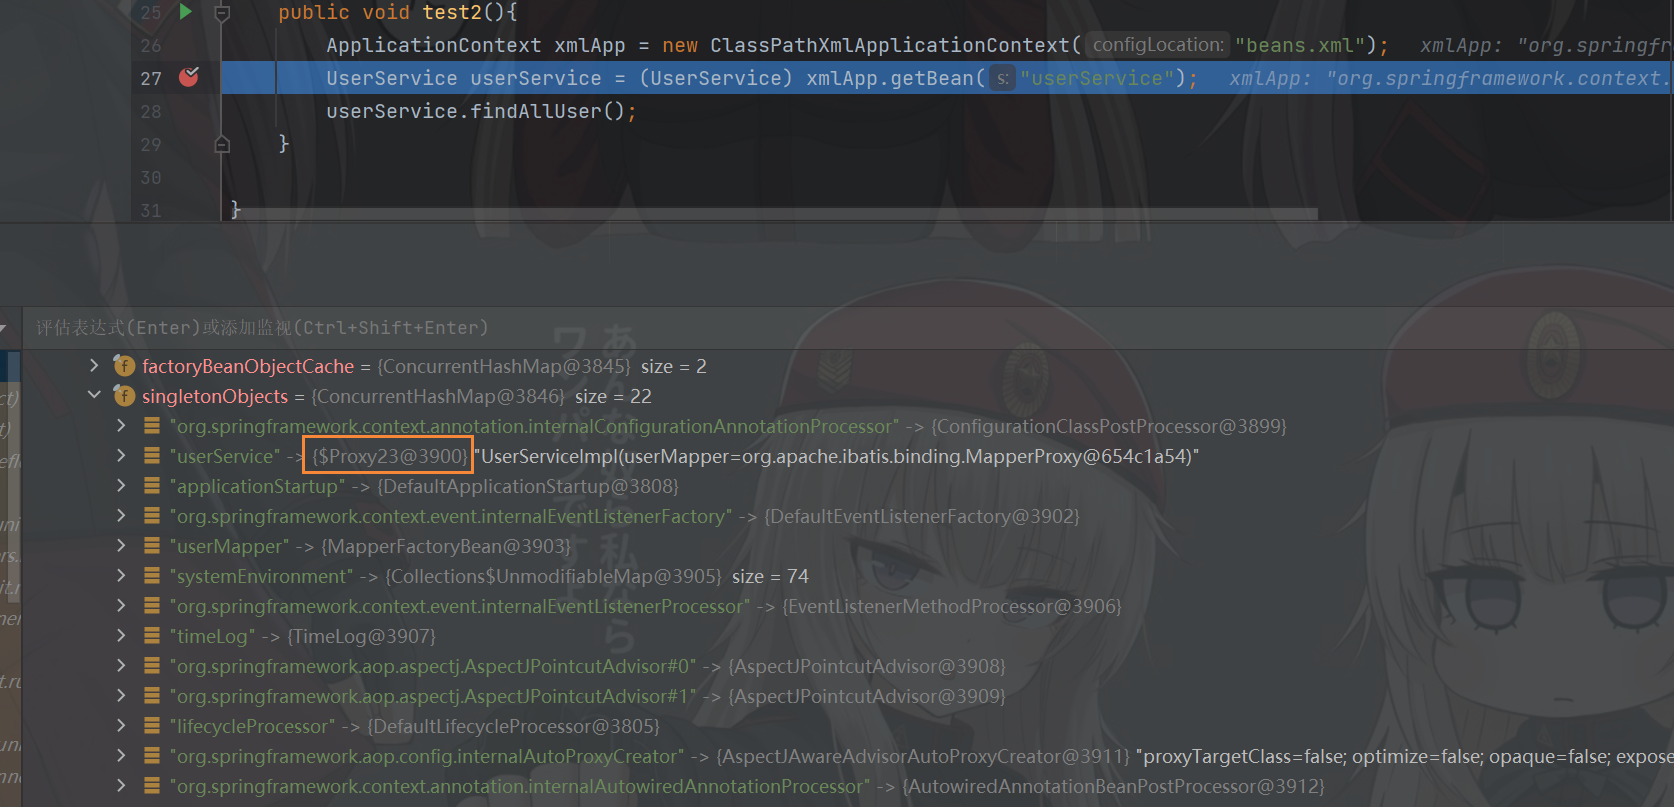 25 public void test2(){
26 ApplicationContext xmlApp = new ClassPathXmlApplicationContext( configLocation: "beans.xml"); xmlApp: "org.springfr
27 UserService userService = (UserService) xmlApp.getBean( s: "userService"); xmlApp: "org.springframework.context.
28 userService.findAllUser();
29 }
30
31 }
评估表达式(Enter)或添加监视(Ctrl+Shift+Enter)
factoryBeanObjectCache = {ConcurrentHashMap@3845} size = 2
singletonObjects = {ConcurrentHashMap@3846} size = 22
"org.springframework.context.annotation.internalConfigurationAnnotationProcessor" -> {ConfigurationClassPostProcessor@3899}
"userService" -> {$Proxy23@3900} "UserServiceImpl(userMapper=org.apache.ibatis.binding.MapperProxy@654c1a54)"
"applicationStartup" -> {DefaultApplicationStartup@3808}
"org.springframework.context.event.internalEventListenerFactory" -> {DefaultEventListenerFactory@3902}
"userMapper" -> {MapperFactoryBean@3903}
"systemEnvironment" -> {Collections$UnmodifiableMap@3905} size = 74
"org.springframework.context.event.internalEventListenerProcessor" -> {EventListenerMethodProcessor@3906}
"timeLog" -> {TimeLog@3907}
"org.springframework.aop.aspectj.AspectJPointcutAdvisor#0" -> {AspectJPointcutAdvisor@3908}
"org.springframework.aop.aspectj.AspectJPointcutAdvisor#1" -> {AspectJPointcutAdvisor@3909}
"lifecycleProcessor" -> {DefaultLifecycleProcessor@3805}
"org.springframework.aop.config.internalAutoProxyCreator" -> {AspectJAwareAdvisorAutoProxyCreator@3911} "proxyTargetClass=false; optimize=false; opaque=false; expose
"org.springframework.context.annotation.internalAutowiredAnnotationProcessor" -> {AutowiredAnnotationBeanPostProcessor@3912}